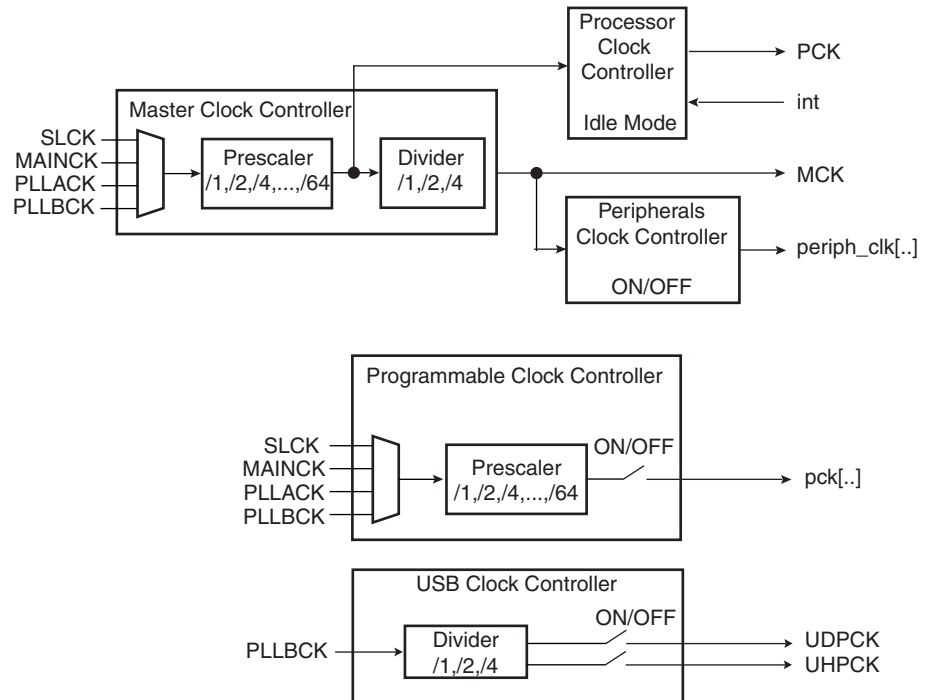 Processor
Clock
Controller
Idle Mode
PCK
int
Master Clock Controller
SLCK
MAINCK
PLLACK
PLLBCK
Prescaler
/1,/2,/4,...,/64
Divider
/1,/2,/4
MCK
Peripherals
Clock Controller
ON/OFF
periph_clk[..]
Programmable Clock Controller
SLCK
MAINCK
PLLACK
PLLBCK
Prescaler
/1,/2,/4,...,/64
ON/OFF
pck[..]
USB Clock Controller
ON/OFF
PLLBCK
Divider
/1,/2,/4
UDPCK
UHPCK